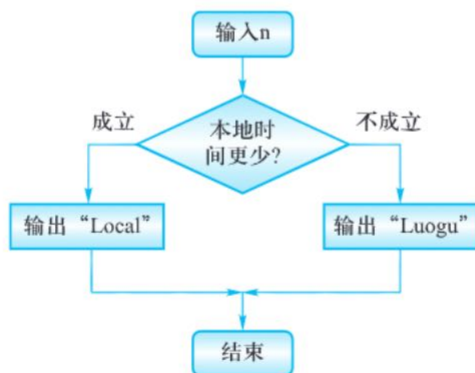 输入n
成立
本地时
间更少?
不成立
输出“Local”
输出“Luogu”
结束